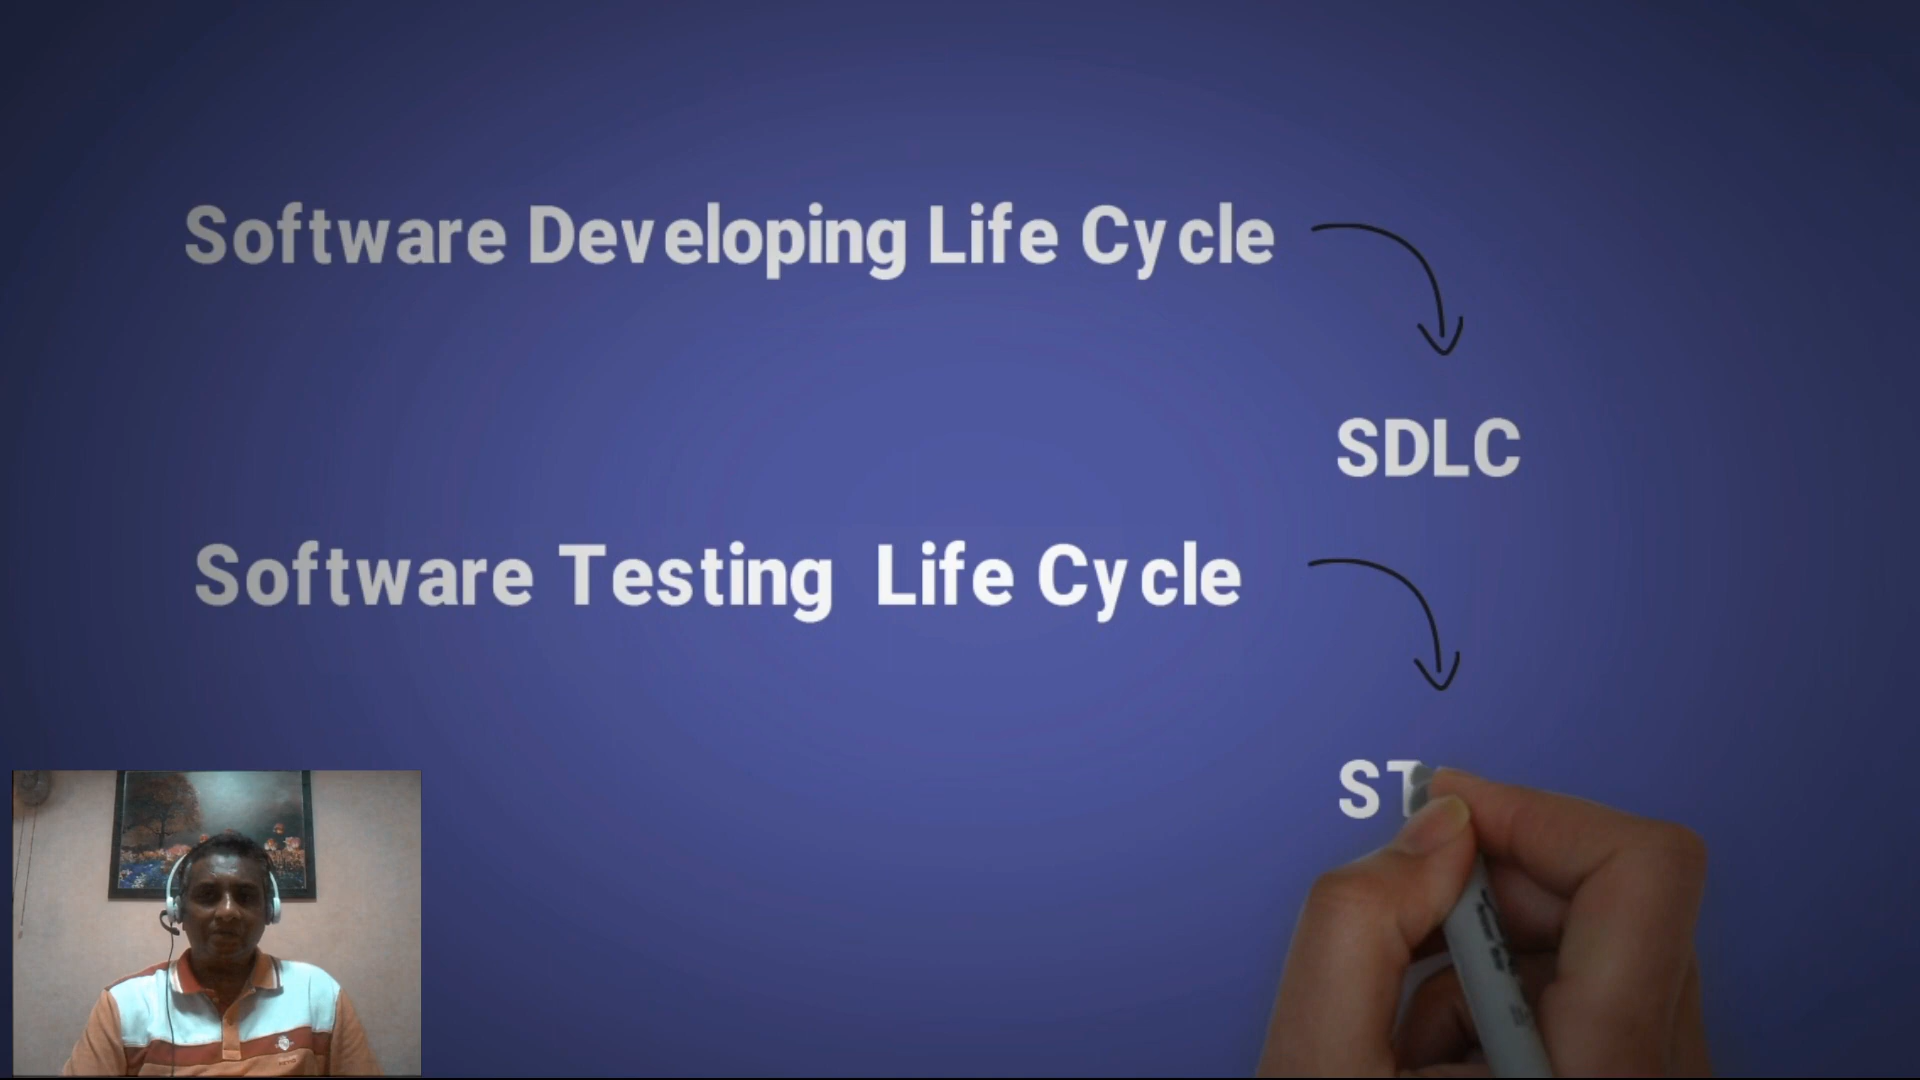 Software Developing Life Cycle
SDLC
Software Testing Life Cycle
ST